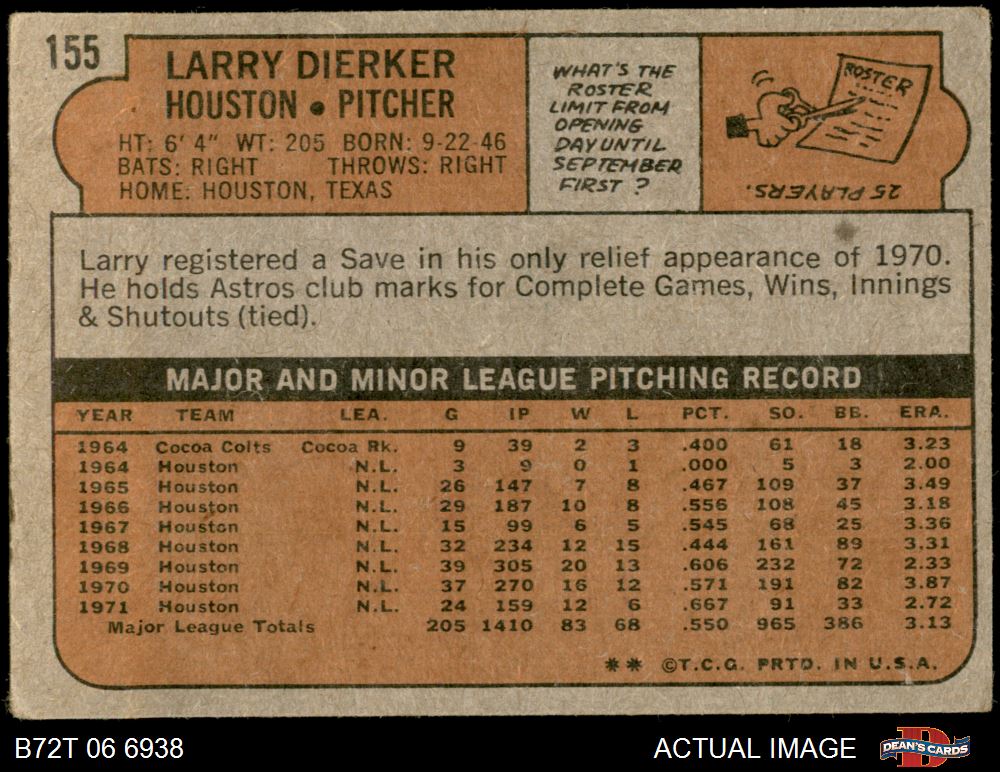 155
LARRY DIERKER
HOUSTON • PITCHER
HT: 6' 4" WT: 205 BORN: 9-22-46
BATS: RIGHT THROWS: RIGHT
HOME: HOUSTON, TEXAS
WHAT'S THE
ROSTER
LIMIT FROM
OPENING
DAY UNTIL
SEPTEMBER
FIRST ?
ROSTER
25 PLAYERS.
Larry registered a Save in his only relief appearance of 1970.
He holds Astros club marks for Complete Games, Wins, Innings
& Shutouts (tied).
MAJOR AND MINOR LEAGUE PITCHING RECORD
YEAR TEAM LEA. G IP W L PCT. SO. BB. ERA.
1964 Cocoa Colts Cocoa Rk. 9 39 2 3 .400 61 18 3.23
1964 Houston N.L. 3 9 0 1 .000 5 3 2.00
1965 Houston N.L. 26 147 7 8 .467 109 37 3.49
1966 Houston N.L. 29 187 10 8 .556 108 45 3.18
1967 Houston N.L. 15 99 6 5 .545 68 25 3.36
1968 Houston N.L. 32 234 12 15 .444 161 89 3.31
1969 Houston N.L. 39 305 20 13 .606 232 72 2.33
1970 Houston N.L. 37 270 16 12 .571 191 82 3.87
1971 Houston N.L. 24 159 12 6 .667 91 33 2.72
Major League Totals 205 1410 83 68 .550 965 386 3.13
** ©T.C.G. PRTD. IN U.S.A.
B72T 06 6938 ACTUAL IMAGE DEAN'S CARDS